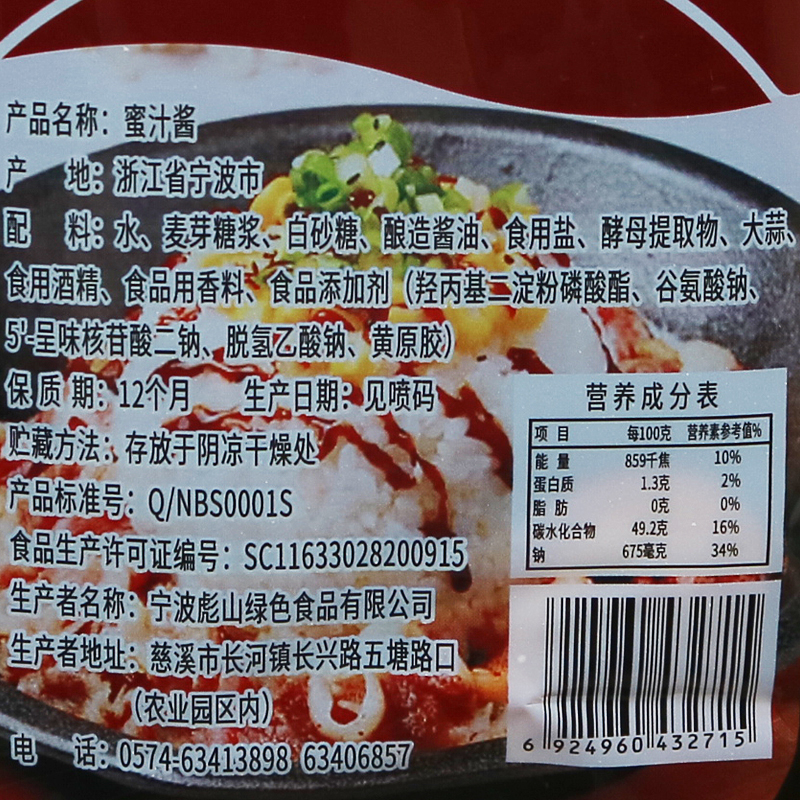 产品名称：蜜汁酱
产 地：浙江省宁波市
配 料：水、麦芽糖浆、白砂糖、酿造酱油、食用盐、酵母提取物、大蒜、
食用酒精、食品用香料、食品添加剂（羟丙基二淀粉磷酸酯、谷氨酸钠、
5'-呈味核苷酸二钠、脱氢乙酸钠、黄原胶）
保 质 期：12个月 生产日期：见喷码
贮藏方法：存放于阴凉干燥处
产品标准号：Q/NBS0001S
食品生产许可证编号：SC11633028200915
生产者名称：宁波彪山绿色食品有限公司
生产者地址：慈溪市长河镇长兴路五塘路口
（农业园区内）
电 话：0574-63413898 63406857
营养成分表
项 目 每100克 营养素参考值%
能 量 859千焦 10%
蛋白质 1.3克 2%
脂 肪 0克 0%
碳水化合物 49.2克 16%
钠 675毫克 34%
6 924960 432715